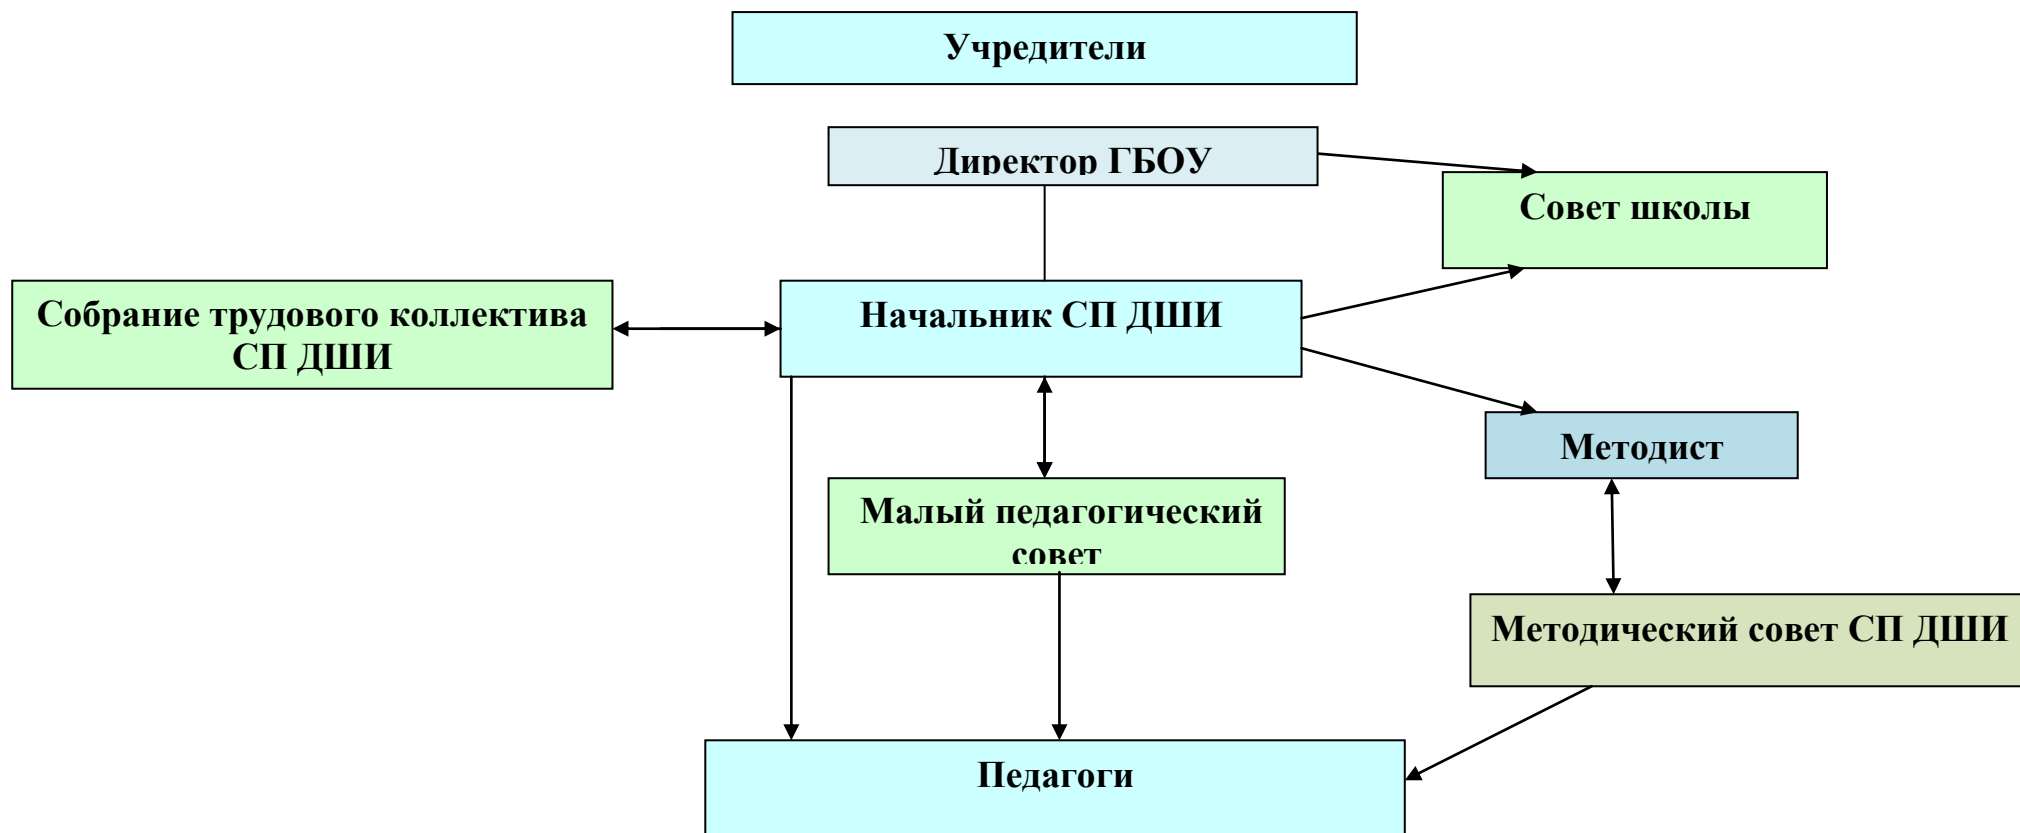 Учредители
Директор ГБОУ
Совет школы
Собрание трудового коллектива
СП ДШИ
Начальник СП ДШИ
Методист
Малый педагогический
совет
Методический совет СП ДШИ
Педагоги